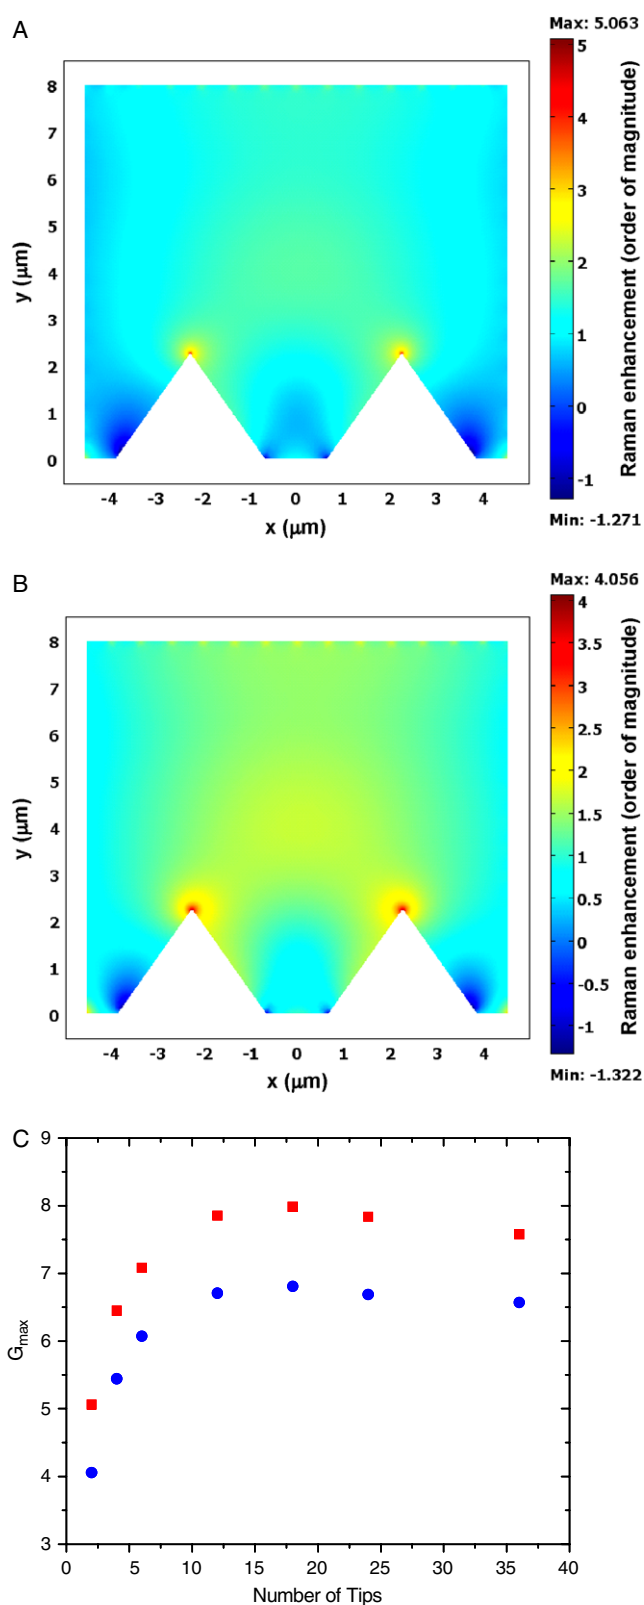 A
Max: 5.063
8
7
6
5
4
3
2
1
0
y (μm)
-4 -3 -2 -1 0 1 2 3 4
x (μm)
5
4
3
2
1
0
-1
Raman enhancement (order of magnitude)
Min: -1.271
B
Max: 4.056
8
7
6
5
4
3
2
1
0
y (μm)
-4 -3 -2 -1 0 1 2 3 4
x (μm)
4
3.5
3
2.5
2
1.5
1
0.5
0
-0.5
-1
Raman enhancement (order of magnitude)
Min: -1.322
C
9
8
7
6
5
4
3
Gmax
0 5 10 15 20 25 30 35 40
Number of Tips